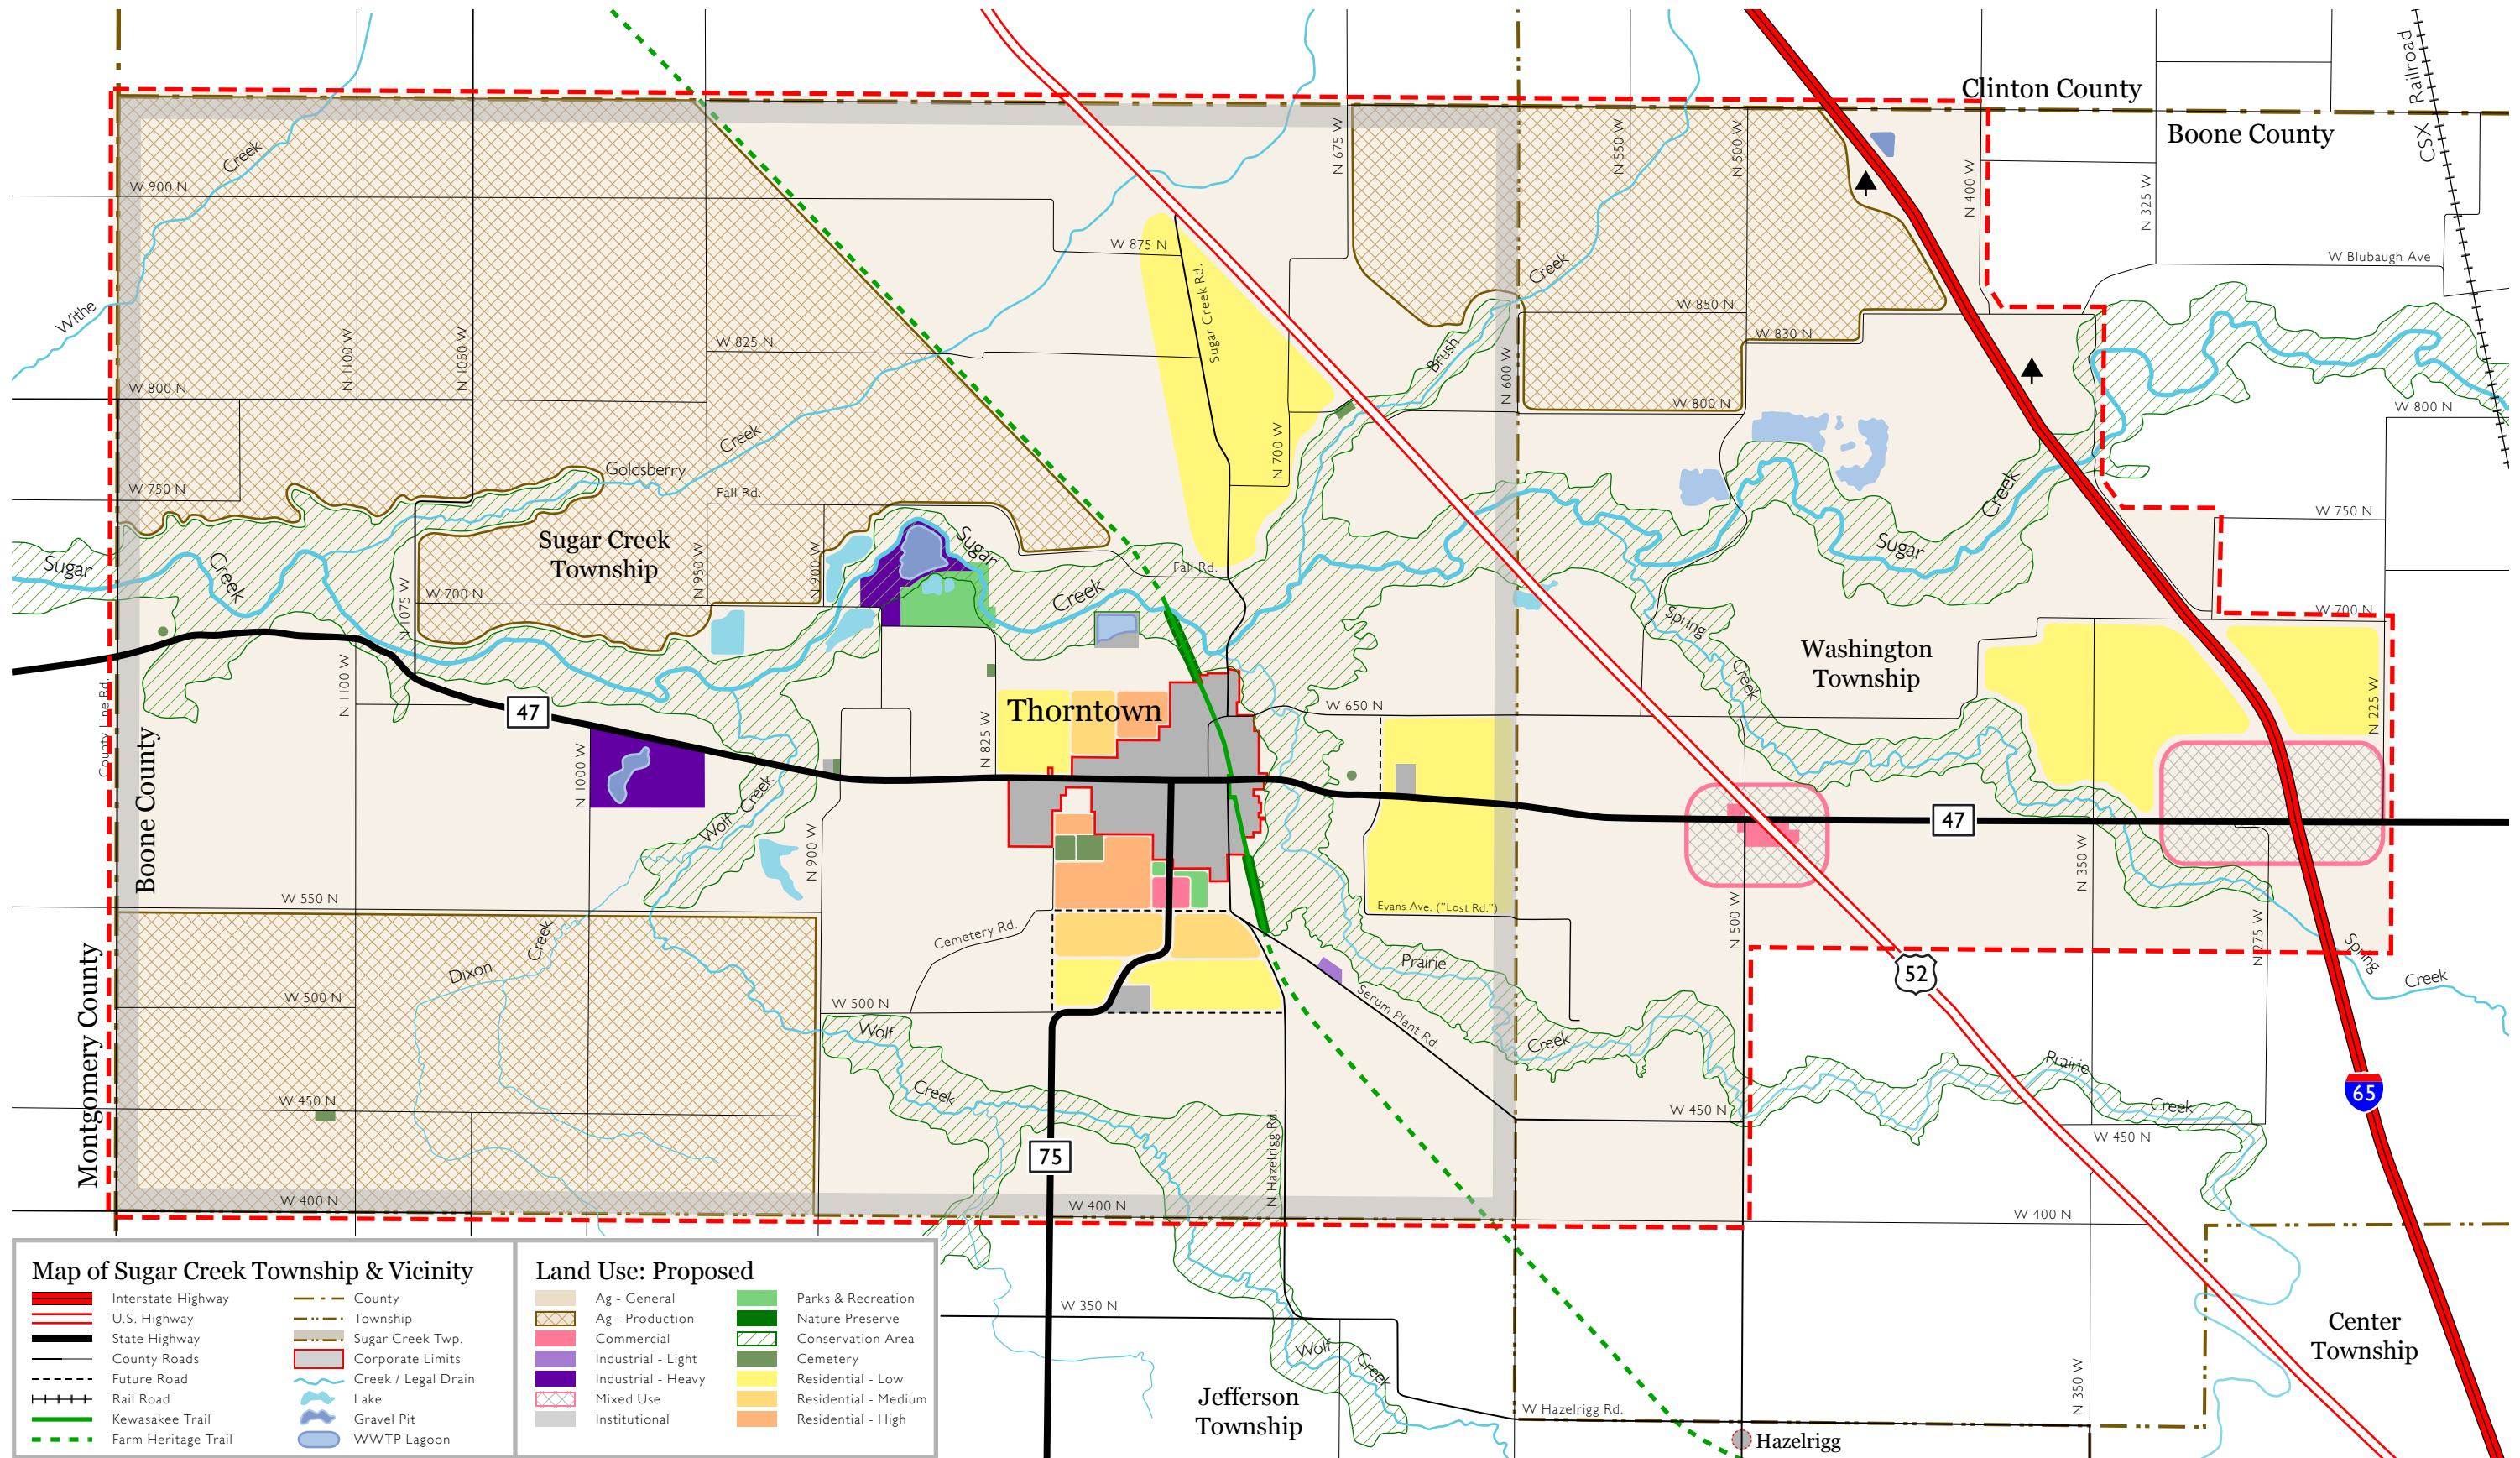 Clinton County
Boone County
CSX Railroad
Creek
W 900 N
Withe
N 1100 W
N 1050 W
W 875 N
Sugar Creek Rd.
N 675 W
N 550 W
N 500 W
N 400 W
N 325 W
W Blubaugh Ave
Creek
W 850 N
W 830 N
W 825 N
Brush
N 600 W
W 800 N
W 800 N
W 800 N
Creek
Goldsberry
N 700 W
W 750 N
Fall Rd.
W 750 N
Creek
Sugar Creek
Township
N 950 W
N 900 W
Sugar
Sugar
Sugar
Creek
Fall Rd.
Creek
N 1075 W
W 700 N
W 700 N
Spring
Creek
Washington
Township
N 1100 W
County Line Rd.
47
Thorntown
W 650 N
N 225 W
N 825 W
N 1000 W
Boone County
Wolf Creek
N 900 W
47
N 350 W
W 550 N
Evans Ave. ("Lost Rd.")
N 500 W
Cemetery Rd.
Creek
Dixon
Prairie
N 275 W
Spring
Creek
52
W 500 N
W 500 N
Montgomery County
Wolf
Serum Plant Rd.
Creek
Prairie
Creek
Creek
65
W 450 N
W 450 N
W 450 N
75
N Hazelrigg Rd.
W 400 N
W 400 N
W 400 N
W 350 N
Wolf
Creek
Jefferson
Township
Center
Township
N 350 W
W Hazelrigg Rd.
Hazelrigg
Map of Sugar Creek Township & Vicinity
Interstate Highway
U.S. Highway
State Highway
County Roads
Future Road
Rail Road
Kewasakee Trail
Farm Heritage Trail
County
Township
Sugar Creek Twp.
Corporate Limits
Creek / Legal Drain
Lake
Gravel Pit
WWTP Lagoon
Land Use: Proposed
Ag - General
Ag - Production
Commercial
Industrial - Light
Industrial - Heavy
Mixed Use
Institutional
Parks & Recreation
Nature Preserve
Conservation Area
Cemetery
Residential - Low
Residential - Medium
Residential - High